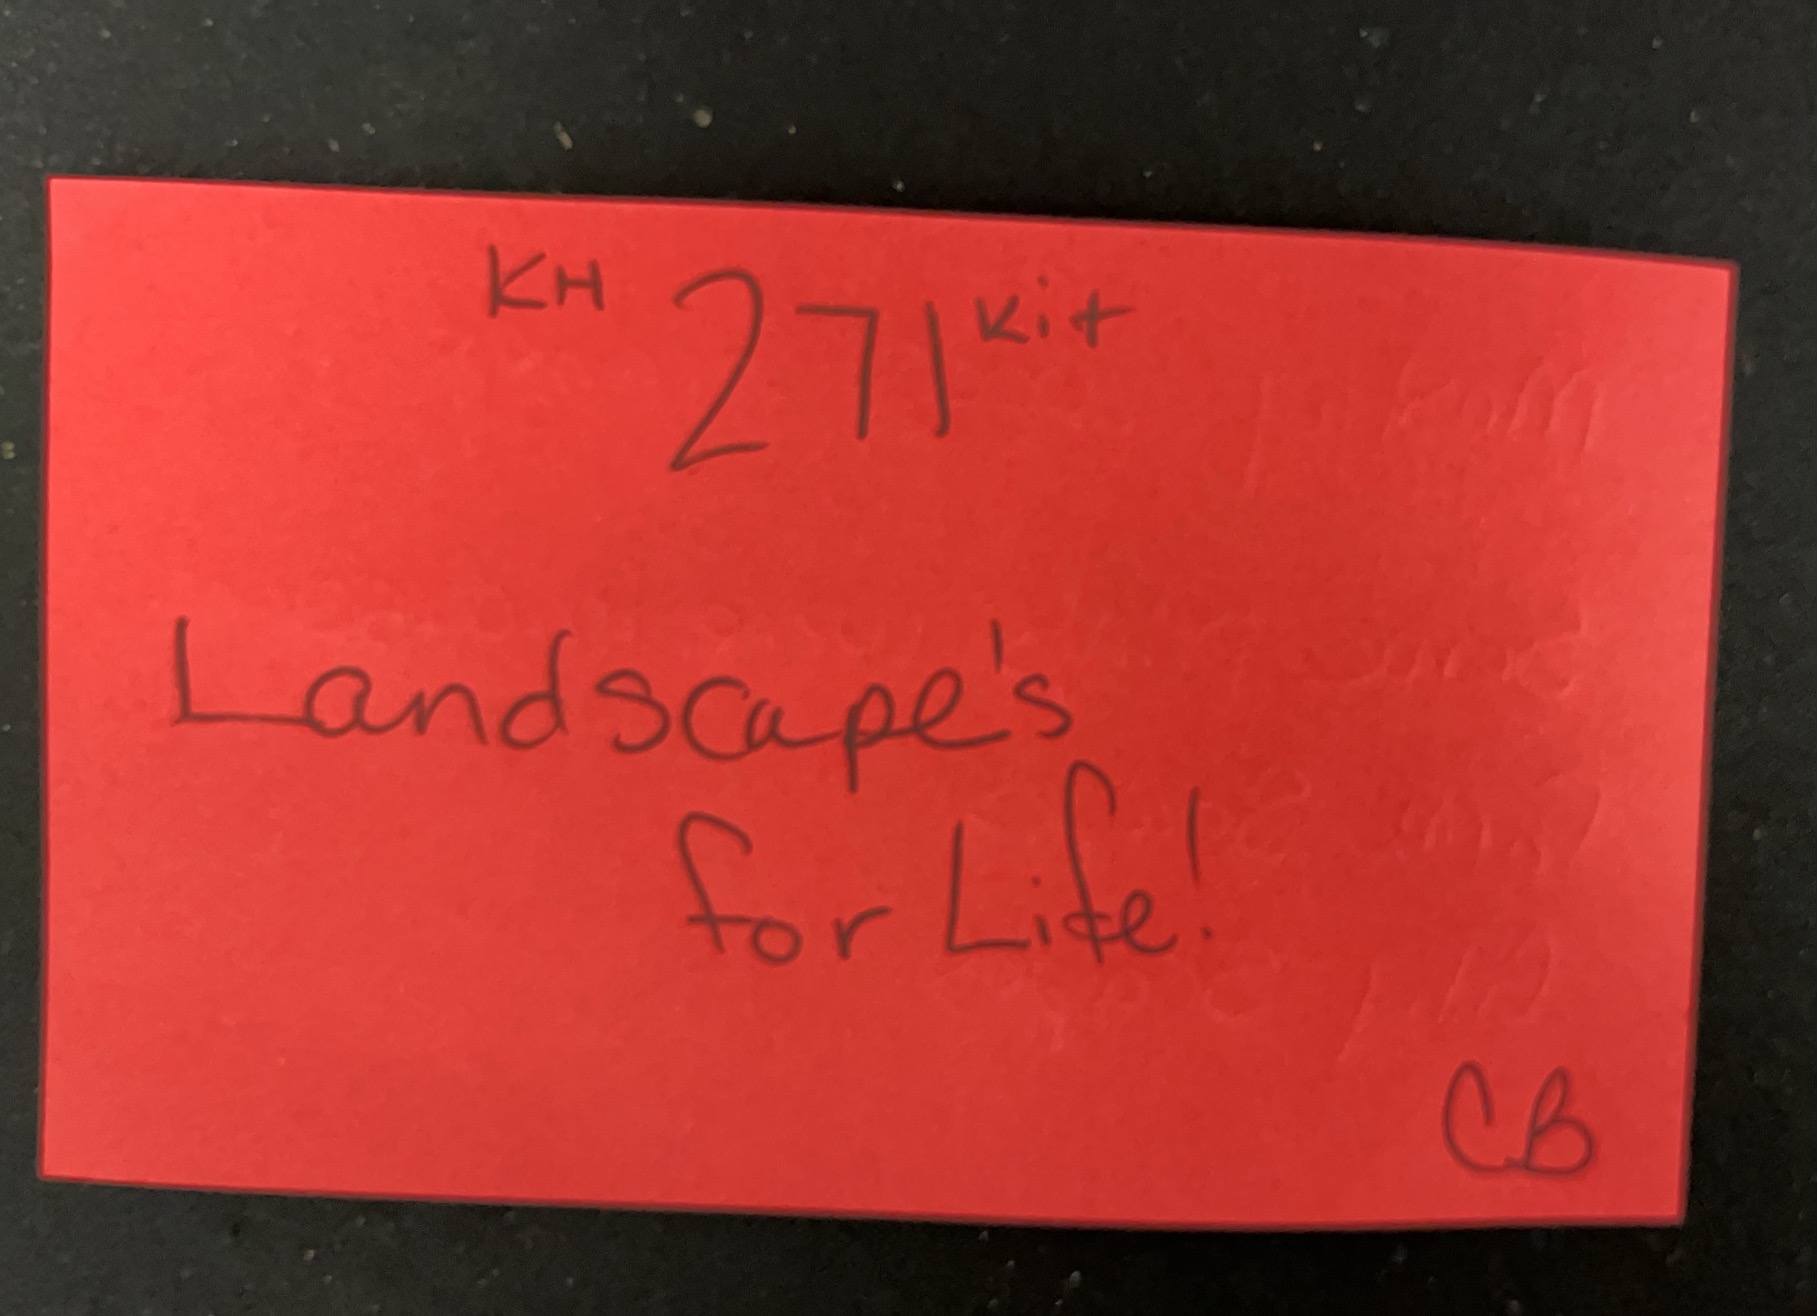 KH 271 Kit
Landscape's
for Life!
CB